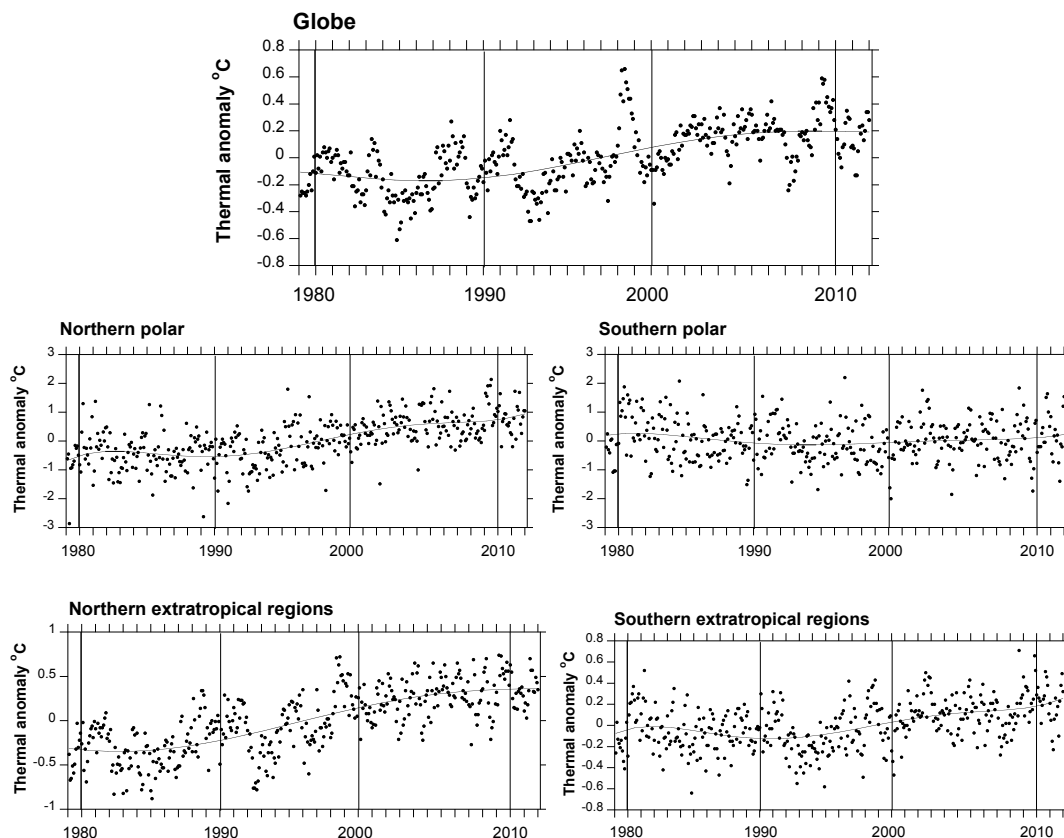 Globe
Thermal anomaly °C
0.8
0.6
0.4
0.2
0
-0.2
-0.4
-0.6
-0.8
1980 1990 2000 2010
Northern polar
Thermal anomaly °C
3
2
1
0
-1
-2
-3
1980 1990 2000 2010
Southern polar
Thermal anomaly °C
3
2
1
0
-1
-2
-3
1980 1990 2000 2010
Northern extratropical regions
Thermal anomaly °C
1
0.5
0
-0.5
-1
1980 1990 2000 2010
Southern extratropical regions
Thermal anomaly °C
0.8
0.6
0.4
0.2
0
-0.2
-0.4
-0.6
-0.8
1980 1990 2000 2010